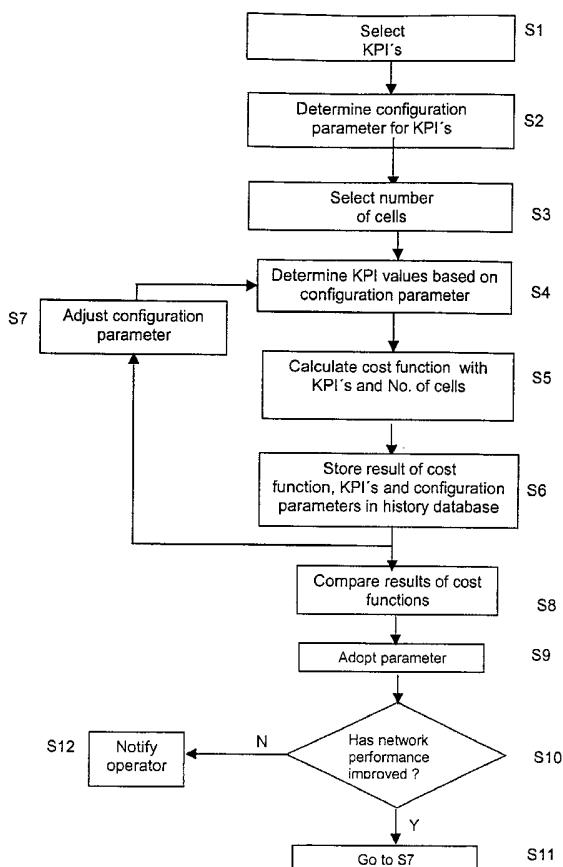 Select
KPI´s
S1
Determine configuration
parameter for KPI´s
S2
Select number
of cells
S3
Determine KPI values based on
configuration parameter
S4
S7
Adjust configuration
parameter
Calculate cost function with
KPI´s and No. of cells
S5
Store result of cost
function, KPI´s and configuration
parameters in history database
S6
Compare results of cost
functions
S8
Adopt parameter
S9
Has network
performance
improved ?
S10
N
S12
Notify
operator
Y
Go to S7
S11